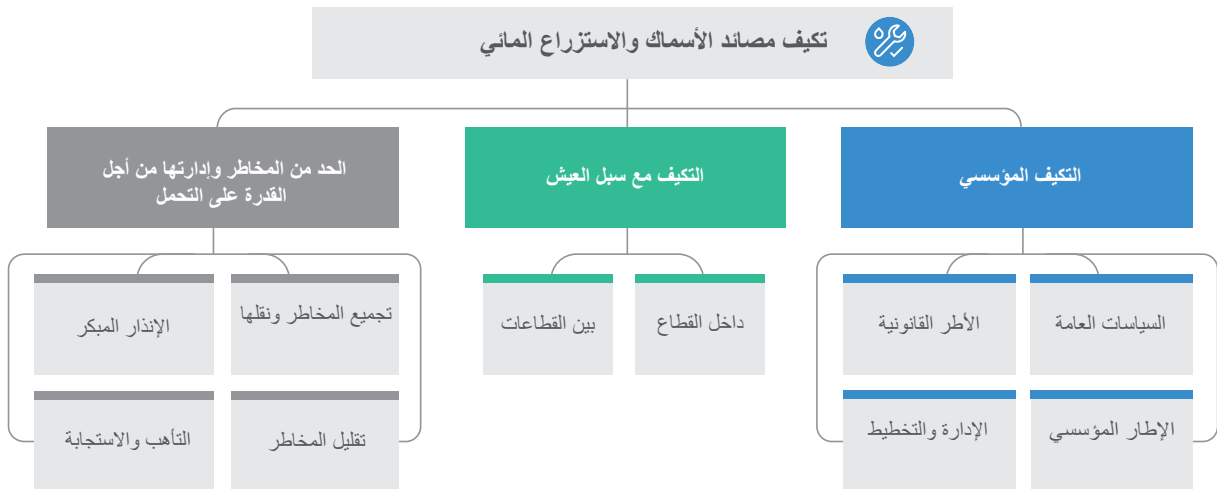 تكيف مصائد الأسماك والاستزراع المائي
التكيف المؤسسي
التكيف مع سبل العيش
الحد من المخاطر وإدارتها من أجل
القدرة على التحمل
السياسات العامة
الأطر القانونية
داخل القطاع
بين القطاعات
تجميع المخاطر ونقلها
الإنذار المبكر
الإطار المؤسسي
الإدارة والتخطيط
تقليل المخاطر
التأهب والاستجابة